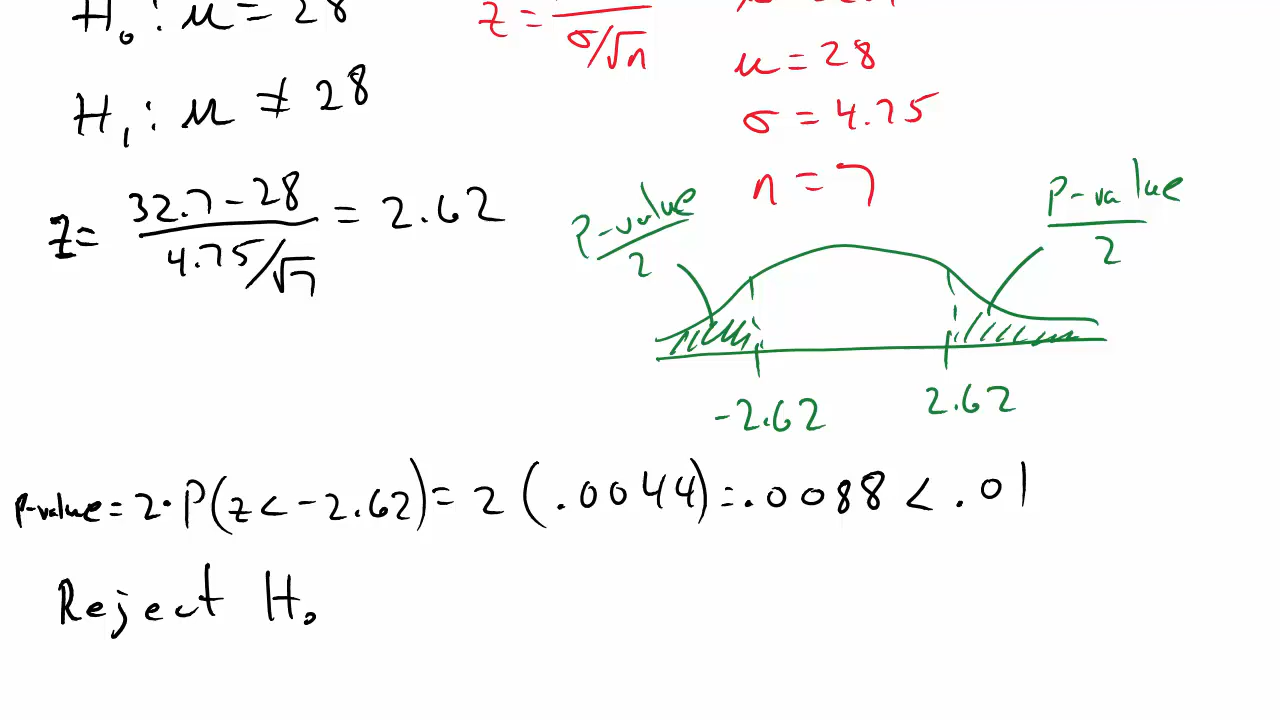 H₀ : μ = 28
z = σ/√n
μ = 28
H₁ : μ ≠ 28
σ = 4.75
n = 7
z = (32.7 - 28)/(4.75/√7) = 2.62
P-value/2
P-value/2
-2.62
2.62
P-value = 2 · P(z < -2.62) = 2(.0044) = .0088 < .01
Reject H₀